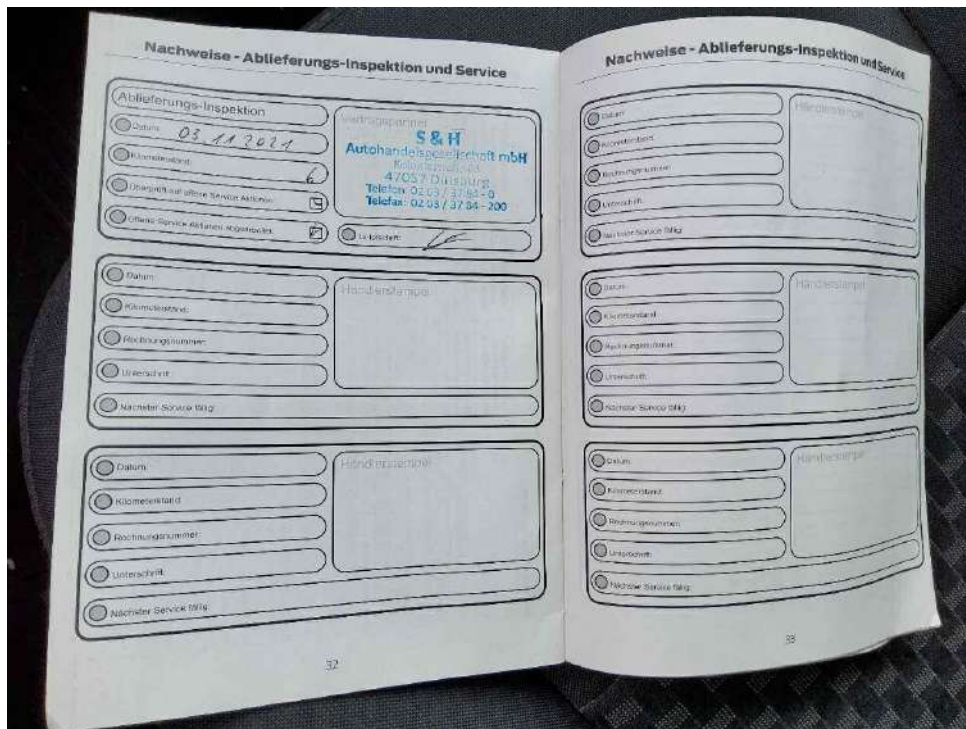 Nachweise - Ablieferungs-Inspektion und Service
Ablieferungs-Inspektion
Datum: 03.11.2021
Kilometerstand: 6
Überprüft auf offene Service Aktionen:
Offene Service Aktionen abgearbeitet:
Vertragspartner
S & H
Autohandelsgesellschaft mbH
47057 Duisburg
Telefon: 02 03 / 37 84 - 0
Telefax: 02 03 / 37 84 - 200
Unterschrift:
Datum:
Kilometerstand:
Rechnungsnummer:
Unterschrift:
Nächster Service fällig:
Händlerstempel
Datum:
Kilometerstand:
Rechnungsnummer:
Unterschrift:
Nächster Service fällig:
Händlerstempel
32
Nachweise - Ablieferungs-Inspektion und Service
Datum:
Kilometerstand:
Rechnungsnummer:
Unterschrift:
Nächster Service fällig:
Händlerstempel
Datum:
Kilometerstand:
Rechnungsnummer:
Unterschrift:
Nächster Service fällig:
Händlerstempel
Datum:
Kilometerstand:
Rechnungsnummer:
Unterschrift:
Nächster Service fällig:
Händlerstempel
33